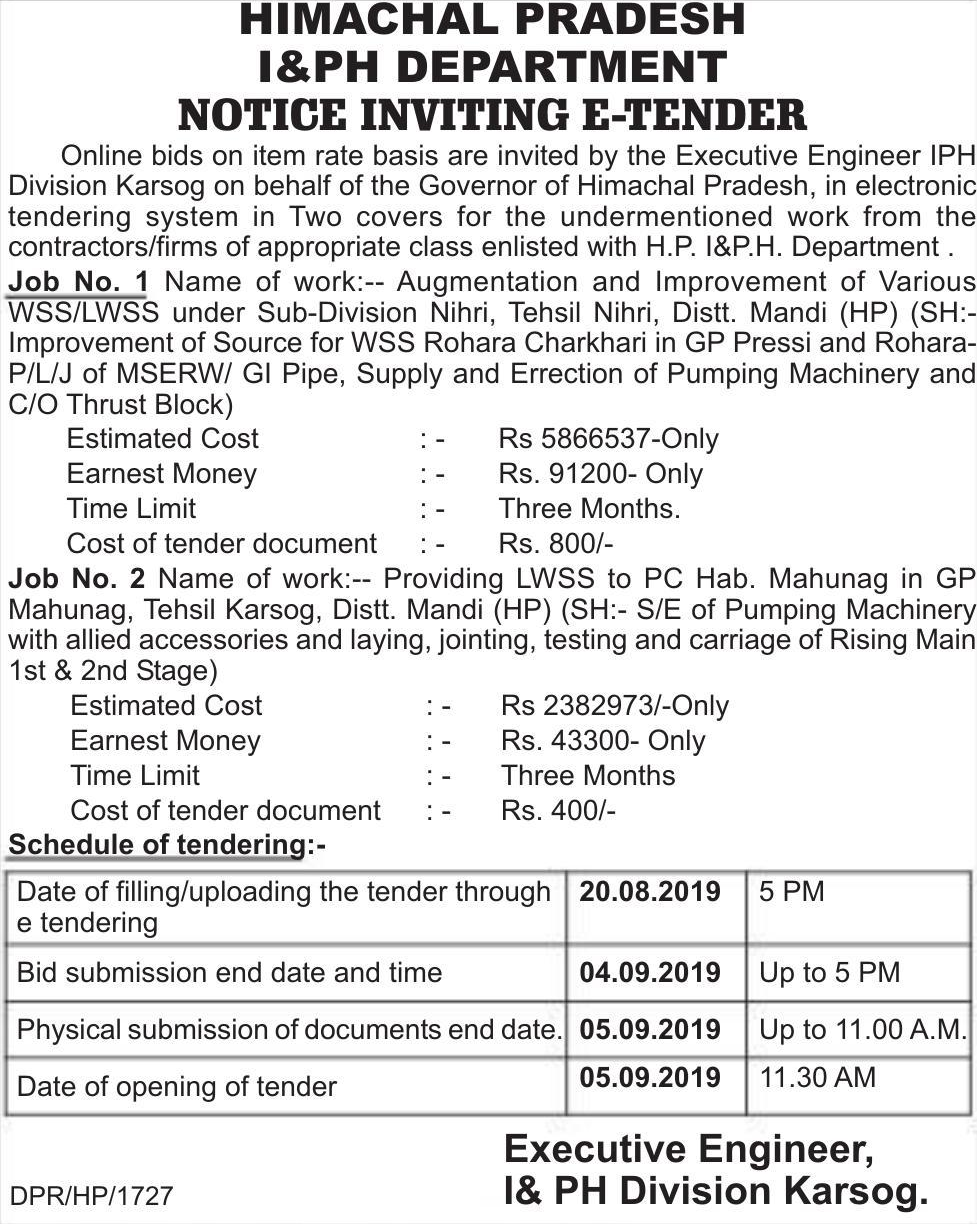 HIMACHAL PRADESH
I&PH DEPARTMENT
NOTICE INVITING E-TENDER
Online bids on item rate basis are invited by the Executive Engineer IPH
Division Karsog on behalf of the Governor of Himachal Pradesh, in electronic
tendering system in Two covers for the undermentioned work from the
contractors/firms of appropriate class enlisted with H.P. I&P.H. Department .
Job No. 1 Name of work:-- Augmentation and Improvement of Various
WSS/LWSS under Sub-Division Nihri, Tehsil Nihri, Distt. Mandi (HP) (SH:-
Improvement of Source for WSS Rohara Charkhari in GP Pressi and Rohara-
P/L/J of MSERW/ GI Pipe, Supply and Errection of Pumping Machinery and
C/O Thrust Block)
Estimated Cost : - Rs 5866537-Only
Earnest Money : - Rs. 91200- Only
Time Limit : - Three Months.
Cost of tender document : - Rs. 800/-
Job No. 2 Name of work:-- Providing LWSS to PC Hab. Mahunag in GP
Mahunag, Tehsil Karsog, Distt. Mandi (HP) (SH:- S/E of Pumping Machinery
with allied accessories and laying, jointing, testing and carriage of Rising Main
1st & 2nd Stage)
Estimated Cost : - Rs 2382973/-Only
Earnest Money : - Rs. 43300- Only
Time Limit : - Three Months
Cost of tender document : - Rs. 400/-
Schedule of tendering:-
Date of filling/uploading the tender through 20.08.2019 5 PM
e tendering
Bid submission end date and time 04.09.2019 Up to 5 PM
Physical submission of documents end date. 05.09.2019 Up to 11.00 A.M.
Date of opening of tender 05.09.2019 11.30 AM
Executive Engineer,
DPR/HP/1727 I& PH Division Karsog.